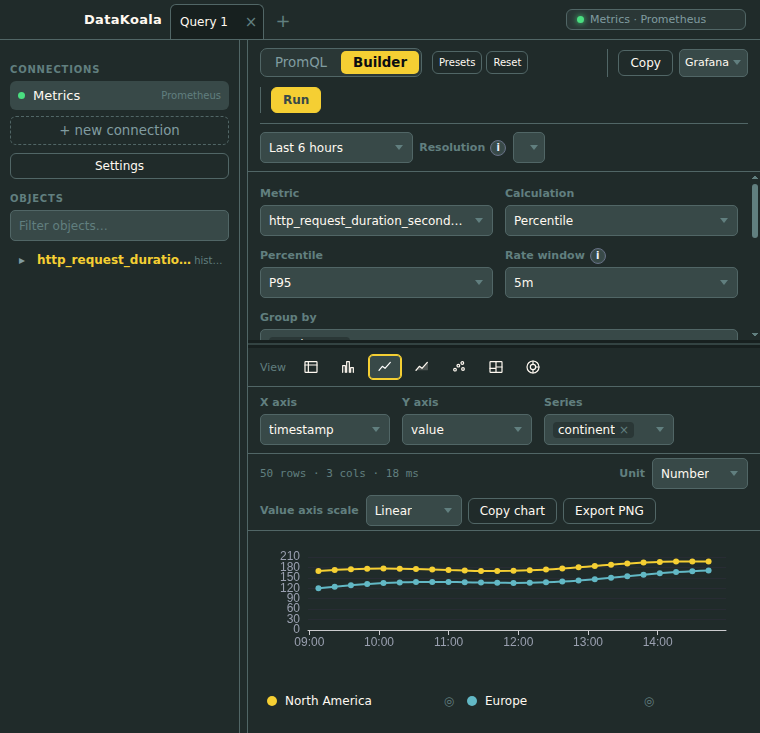 DataKoala
Query 1 × +
Metrics · Prometheus
CONNECTIONS
Metrics Prometheus
+ new connection
Settings
OBJECTS
Filter objects…
▸ http_request_duratio… hist…
PromQL Builder Presets Reset Copy Grafana
Run
Last 6 hours Resolution i
Metric Calculation
http_request_duration_second… Percentile
Percentile Rate window i
P95 5m
Group by
View
X axis Y axis Series
timestamp value continent ×
50 rows · 3 cols · 18 ms Unit Number
Value axis scale Linear Copy chart Export PNG
210
180
150
120
90
60
30
0
09:00 10:00 11:00 12:00 13:00 14:00
North America ◎ Europe ◎